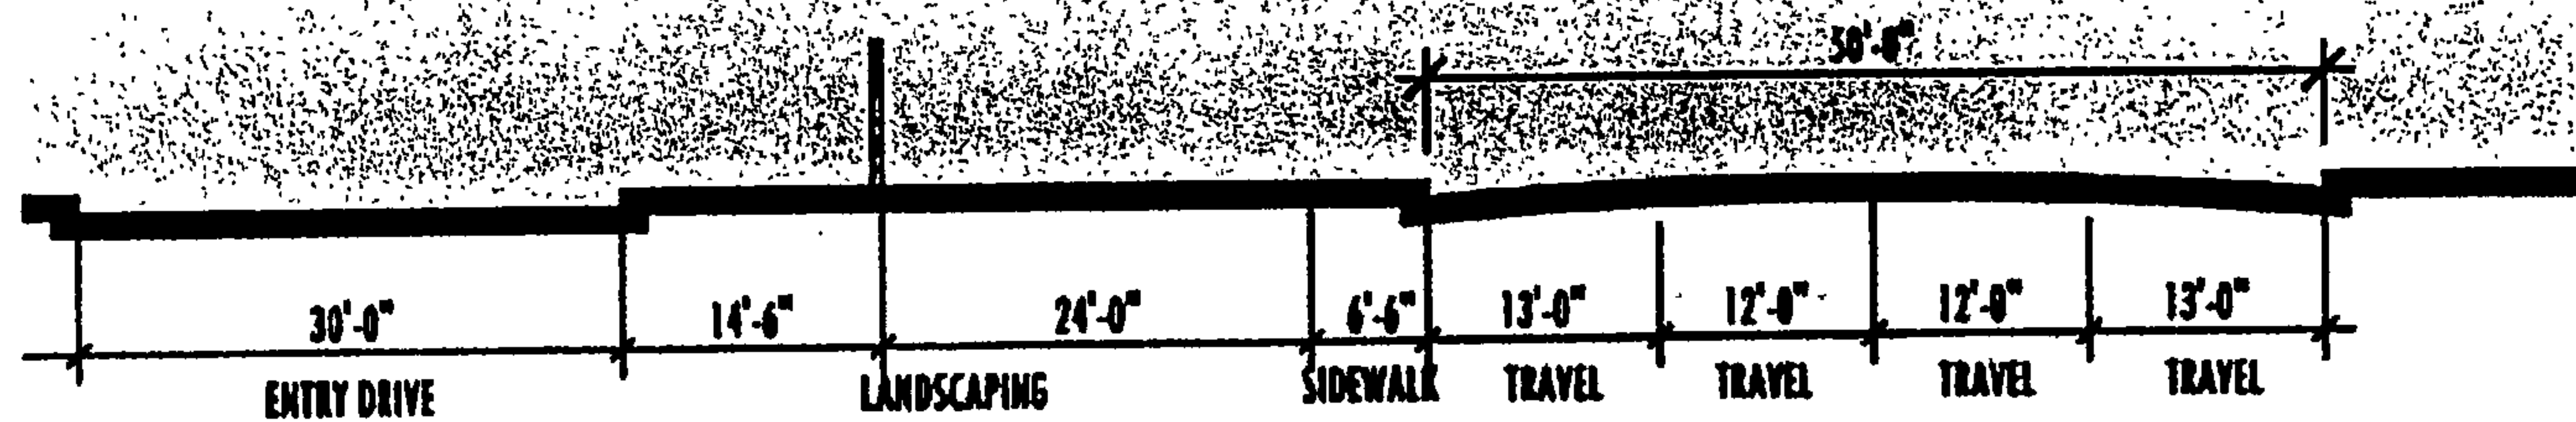 50'-0"
30'-0" 14'-6" 24'-0" 6'-6" 13'-0" 12'-0" 12'-0" 13'-0"
ENTRY DRIVE LANDSCAPING SIDEWALK TRAVEL TRAVEL TRAVEL TRAVEL